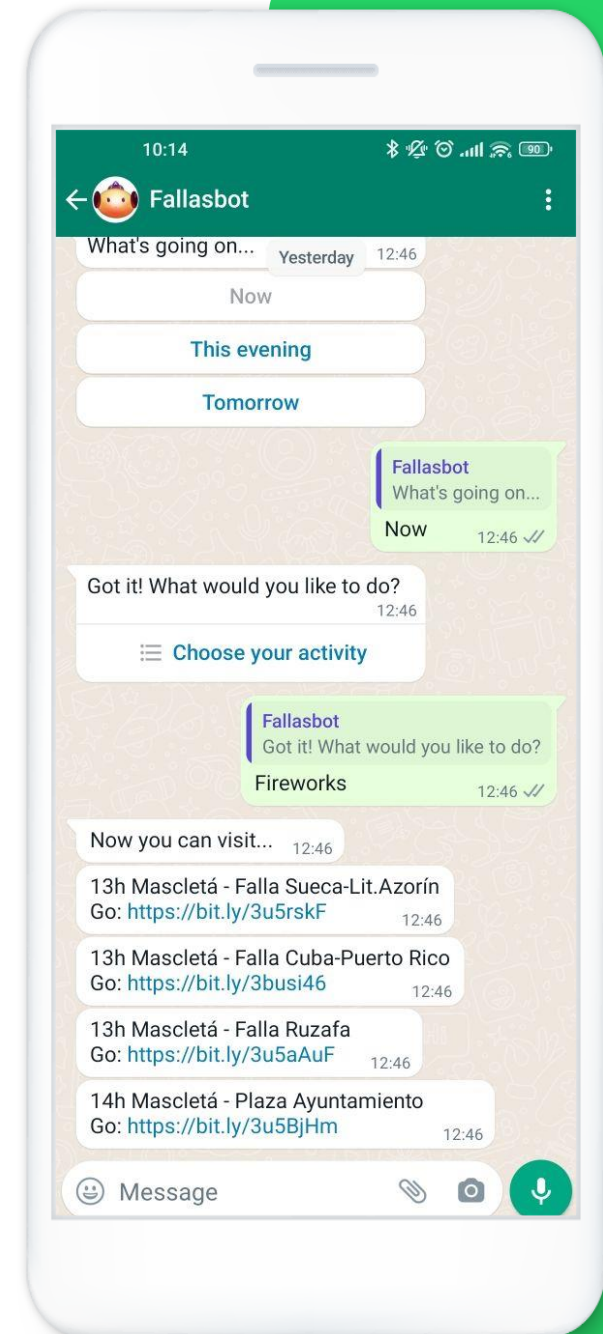 10:14
90
Fallasbot
What's going on...
Yesterday
12:46
Now
This evening
Tomorrow
Fallasbot
What's going on...
Now 12:46
Got it! What would you like to do?
12:46
Choose your activity
Fallasbot
Got it! What would you like to do?
Fireworks 12:46
Now you can visit... 12:46
13h Mascletá - Falla Sueca-Lit.Azorín
Go: https://bit.ly/3u5rskF 12:46
13h Mascletá - Falla Cuba-Puerto Rico
Go: https://bit.ly/3busi46 12:46
13h Mascletá - Falla Ruzafa
Go: https://bit.ly/3u5aAuF 12:46
14h Mascletá - Plaza Ayuntamiento
Go: https://bit.ly/3u5BjHm 12:46
Message